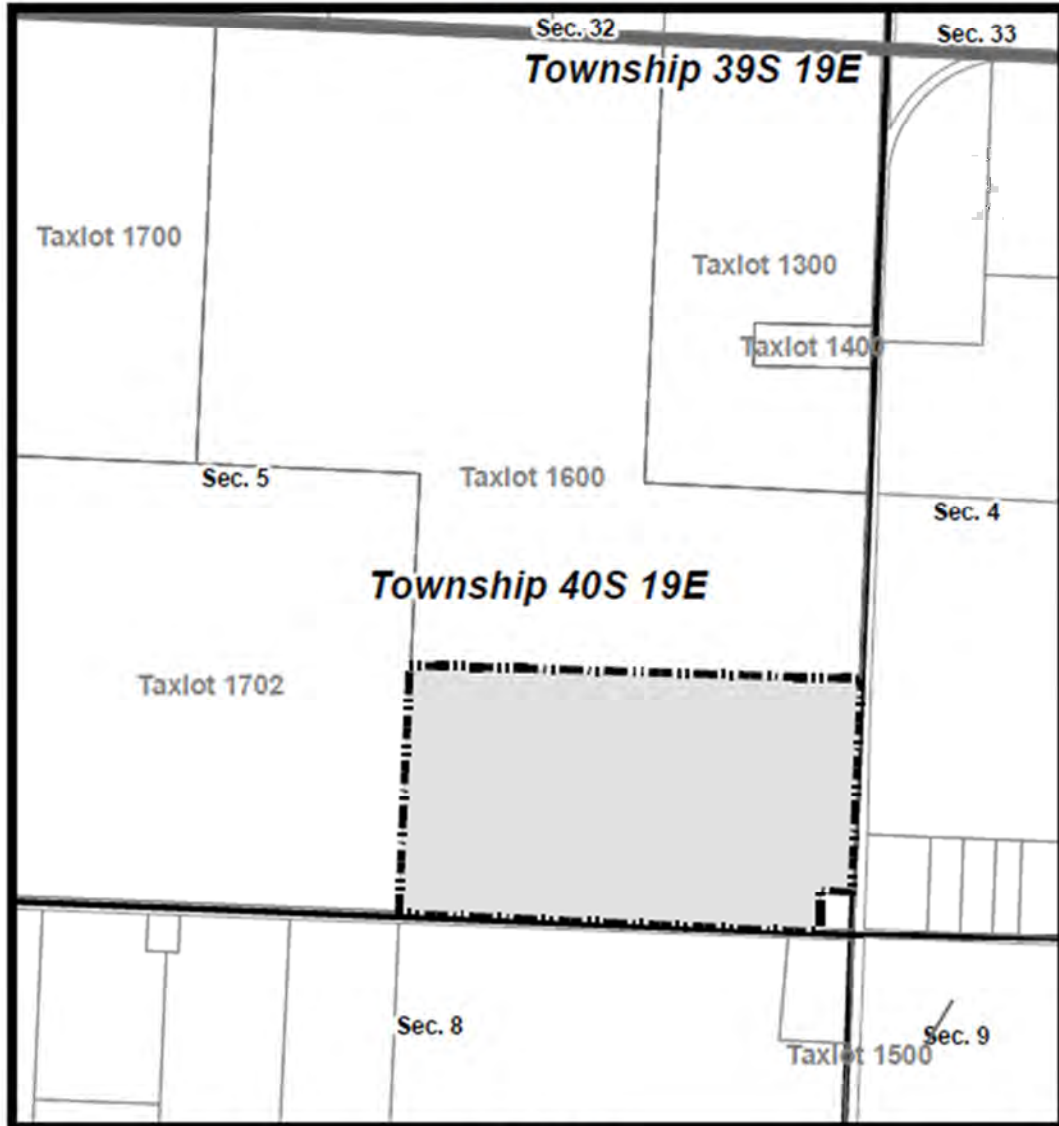 Sec. 32
Sec. 33
Township 39S 19E
Taxlot 1700
Taxlot 1300
Taxlot 1400
Sec. 5
Taxlot 1600
Sec. 4
Township 40S 19E
Taxlot 1702
Sec. 8
Sec. 9
Taxlot 1500